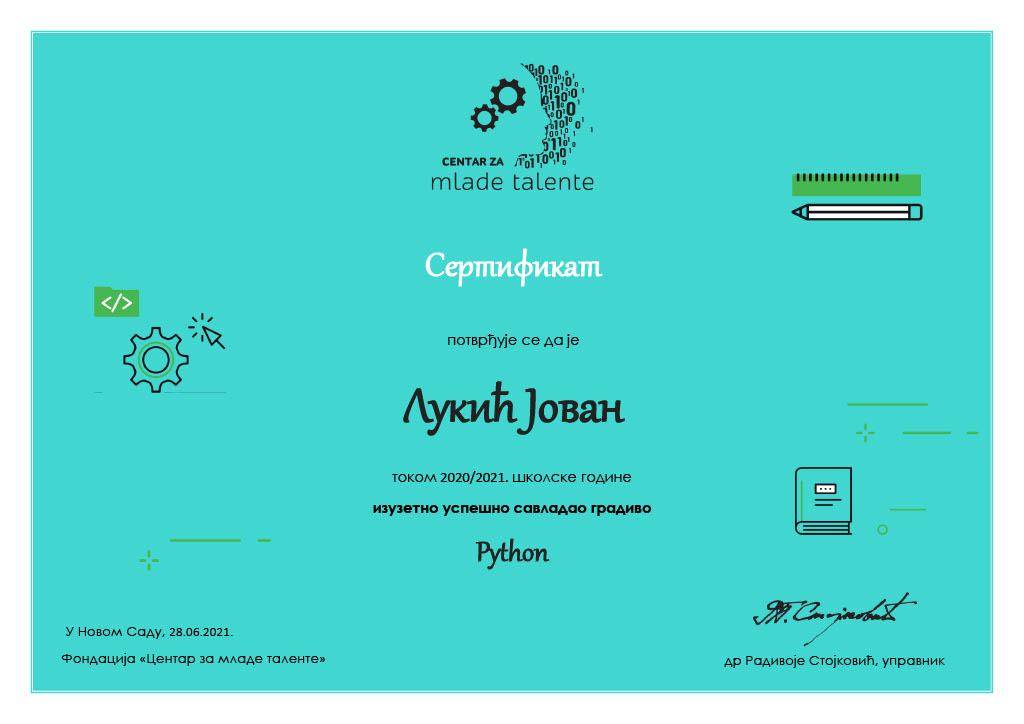 CENTAR ZA
mlade talente
Сертификат
потврђује се да је
Лукић Јован
током 2020/2021. школске године
изузетно успешно савладао градиво
Python
У Новом Саду, 28.06.2021.
Фондација «Центар за младе таленте»
др Радивоје Стојковић, управник